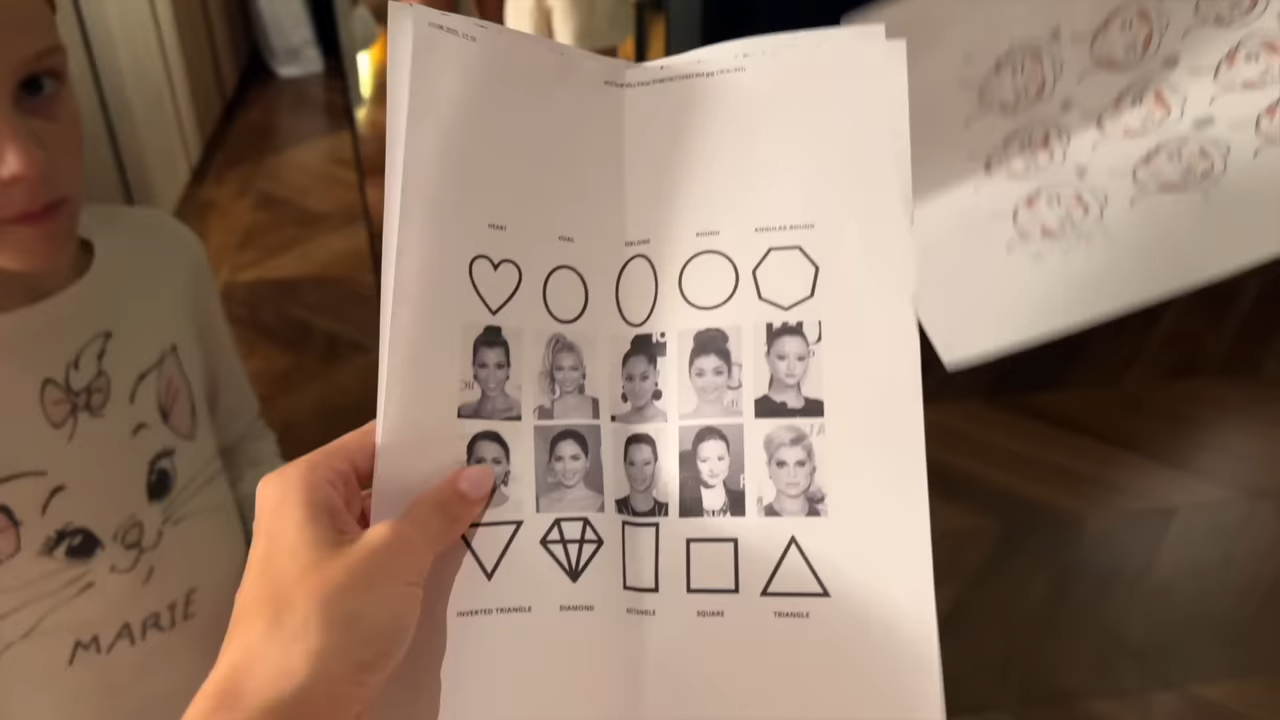 HEART
OVAL
OBLONG
ROUND
ANGULAR ROUND
INVERTED TRIANGLE
DIAMOND
RECTANGLE
SQUARE
TRIANGLE
MARIE